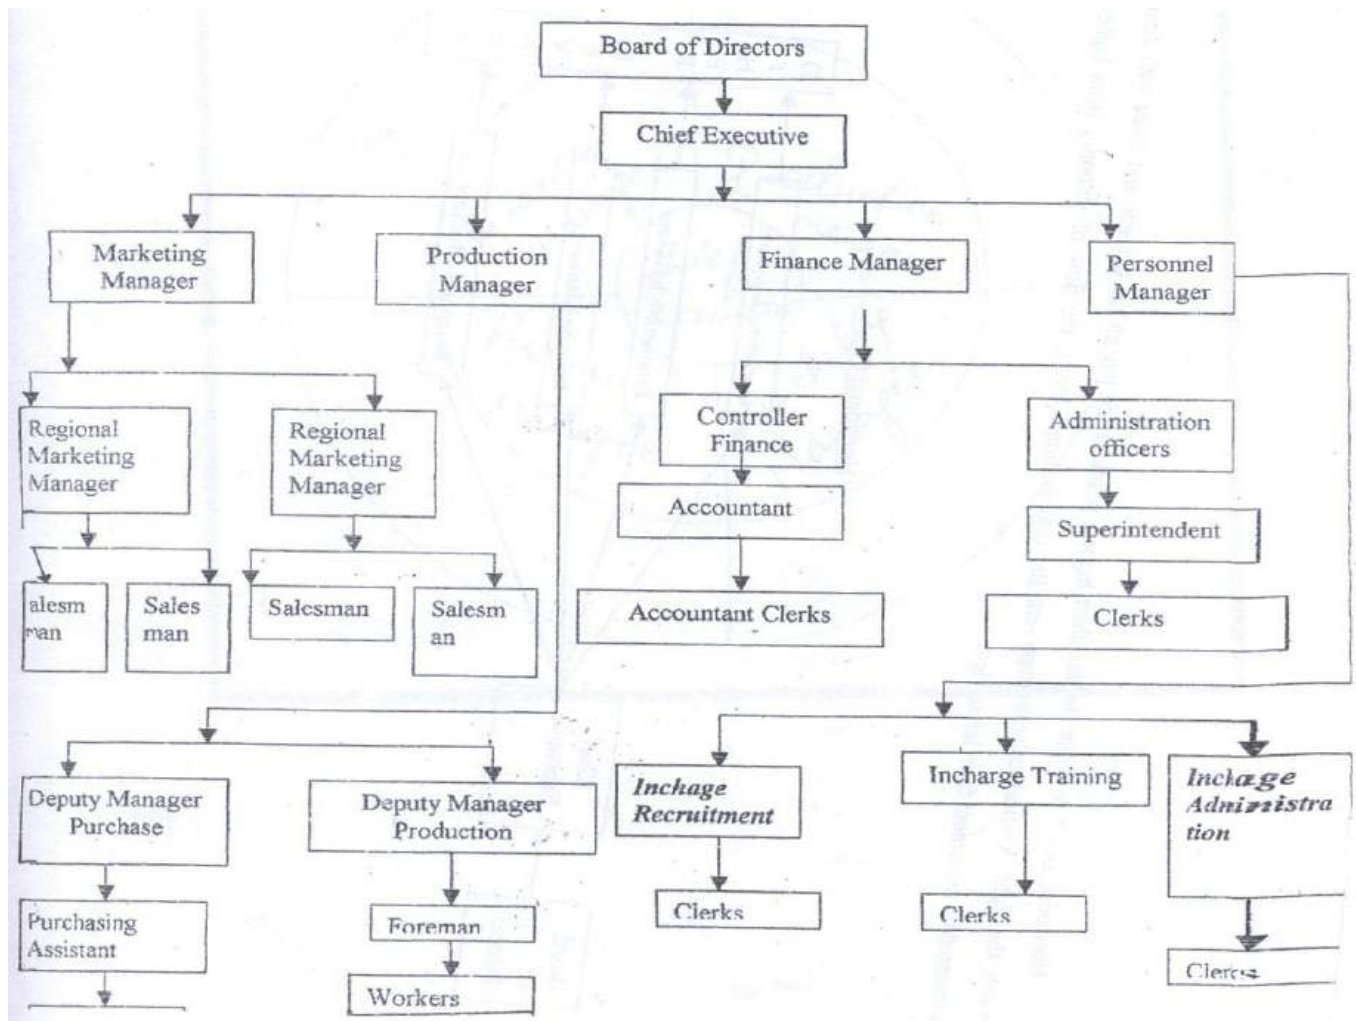 Board of Directors
Chief Executive
Marketing
Manager
Production
Manager
Finance Manager
Personnel
Manager
Regional
Marketing
Manager
Regional
Marketing
Manager
Controller
Finance
Administration
officers
Accountant
Superintendent
alesm
man
Sales
man
Salesman
Salesm
an
Accountant Clerks
Clerks
Deputy Manager
Purchase
Deputy Manager
Production
Inchage
Recruitment
Incharge Training
Inchage
Administra
tion
Purchasing
Assistant
Foreman
Workers
Clerks
Clerks
Clerks